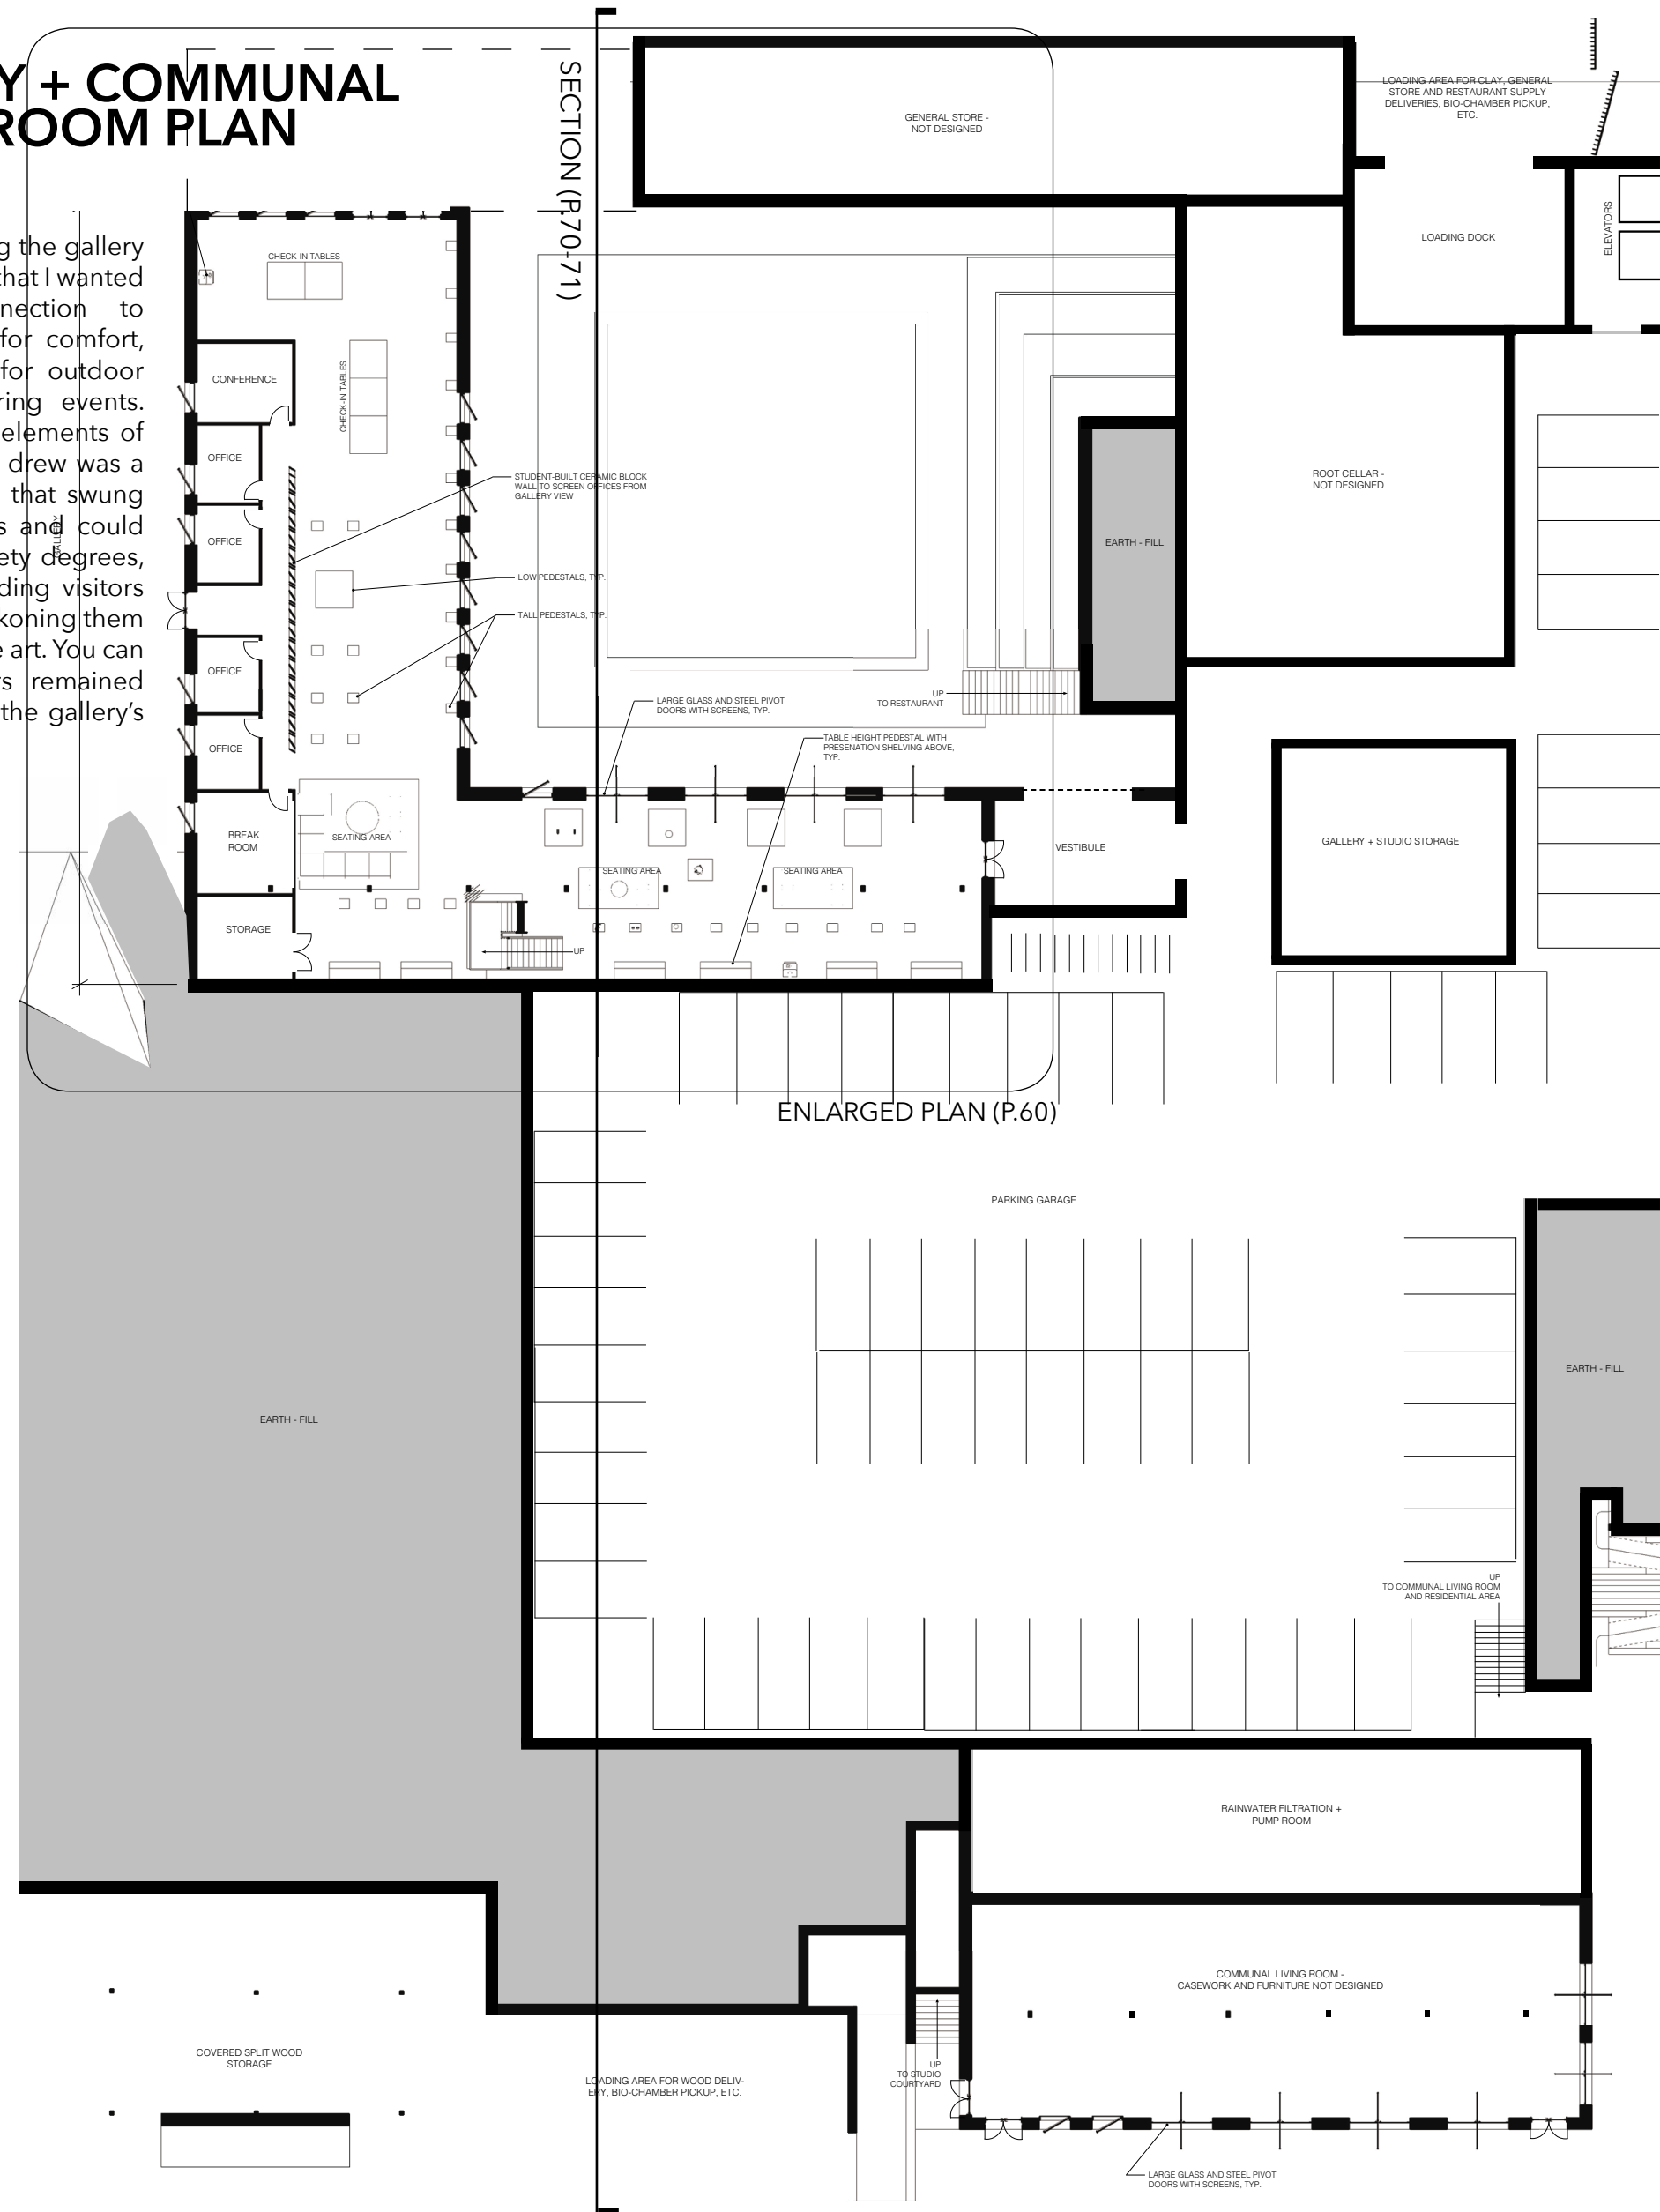 Y + COMMUNAL
ROOM PLAN
g the gallery
that I wanted
nection to
for comfort,
for outdoor
ring events.
elements of
drew was a
that swung
s and could
ety degrees,
ding visitors
koning them
e art. You can
rs remained
the gallery's
GALLERY
SECTION (P.70-71)
GENERAL STORE -
NOT DESIGNED
LOADING AREA FOR CLAY, GENERAL
STORE AND RESTAURANT SUPPLY
DELIVERIES, BIO-CHAMBER PICKUP,
ETC.
LOADING DOCK
ELEVATORS
CHECK-IN TABLES
CHECK-IN TABLES
CONFERENCE
OFFICE
OFFICE
OFFICE
OFFICE
BREAK
ROOM
STORAGE
STUDENT-BUILT CERAMIC BLOCK
WALL TO SCREEN OFFICES FROM
GALLERY VIEW
LOW PEDESTALS, TYP.
TALL PEDESTALS, TYP.
LARGE GLASS AND STEEL PIVOT
DOORS WITH SCREENS, TYP.
TABLE HEIGHT PEDESTAL WITH
PRESENATION SHELVING ABOVE,
TYP.
UP
TO RESTAURANT
EARTH - FILL
ROOT CELLAR -
NOT DESIGNED
SEATING AREA
SEATING AREA
SEATING AREA
UP
VESTIBULE
GALLERY + STUDIO STORAGE
ENLARGED PLAN (P.60)
PARKING GARAGE
EARTH - FILL
EARTH - FILL
UP
TO COMMUNAL LIVING ROOM
AND RESIDENTIAL AREA
RAINWATER FILTRATION +
PUMP ROOM
COMMUNAL LIVING ROOM -
CASEWORK AND FURNITURE NOT DESIGNED
COVERED SPLIT WOOD
STORAGE
LOADING AREA FOR WOOD DELIV-
ERY, BIO-CHAMBER PICKUP, ETC.
UP
TO STUDIO
COURTYARD
LARGE GLASS AND STEEL PIVOT
DOORS WITH SCREENS, TYP.